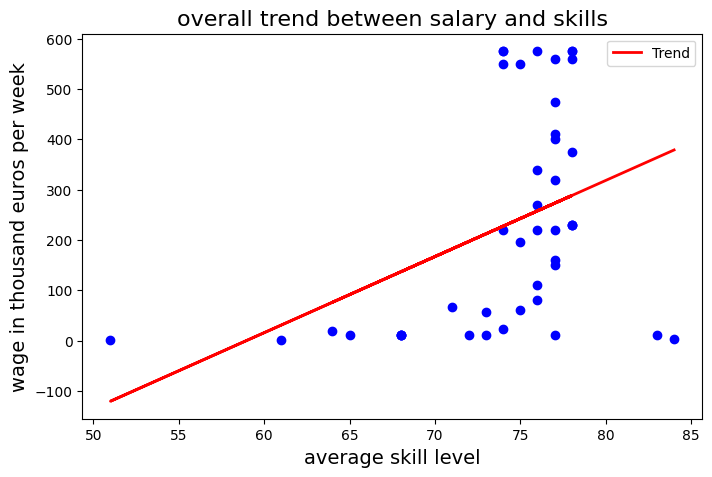 overall trend between salary and skills
600
500
400
300
200
100
0
−100
wage in thousand euros per week
Trend
50 55 60 65 70 75 80 85
average skill level